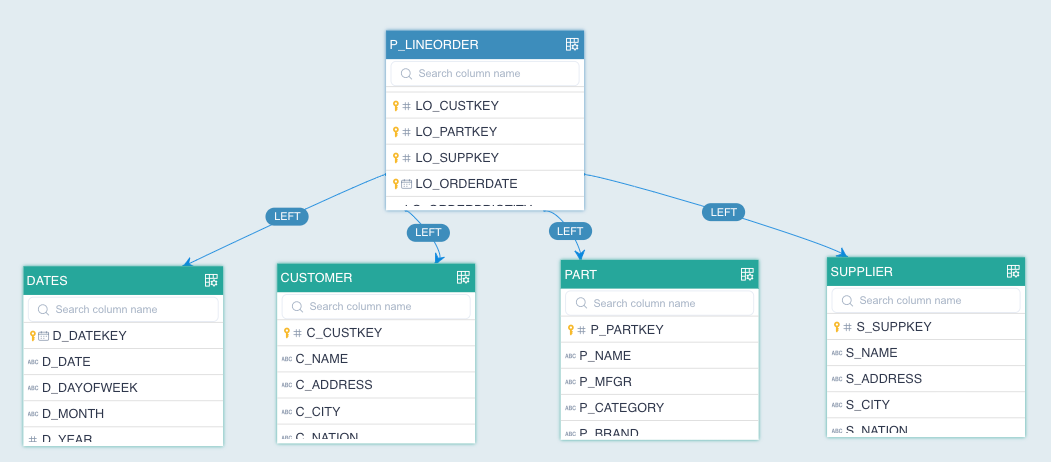 P_LINEORDER
Search column name
LO_CUSTKEY
LO_PARTKEY
LO_SUPPKEY
LO_ORDERDATE
LEFT
LEFT
LEFT
LEFT
DATES
Search column name
D_DATEKEY
ABC D_DATE
ABC D_DAYOFWEEK
ABC D_MONTH
D_YEAR
CUSTOMER
Search column name
C_CUSTKEY
ABC C_NAME
ABC C_ADDRESS
ABC C_CITY
ABC C_NATION
PART
Search column name
P_PARTKEY
ABC P_NAME
ABC P_MFGR
ABC P_CATEGORY
ABC P_BRAND
SUPPLIER
Search column name
S_SUPPKEY
ABC S_NAME
ABC S_ADDRESS
ABC S_CITY
ABC S_NATION